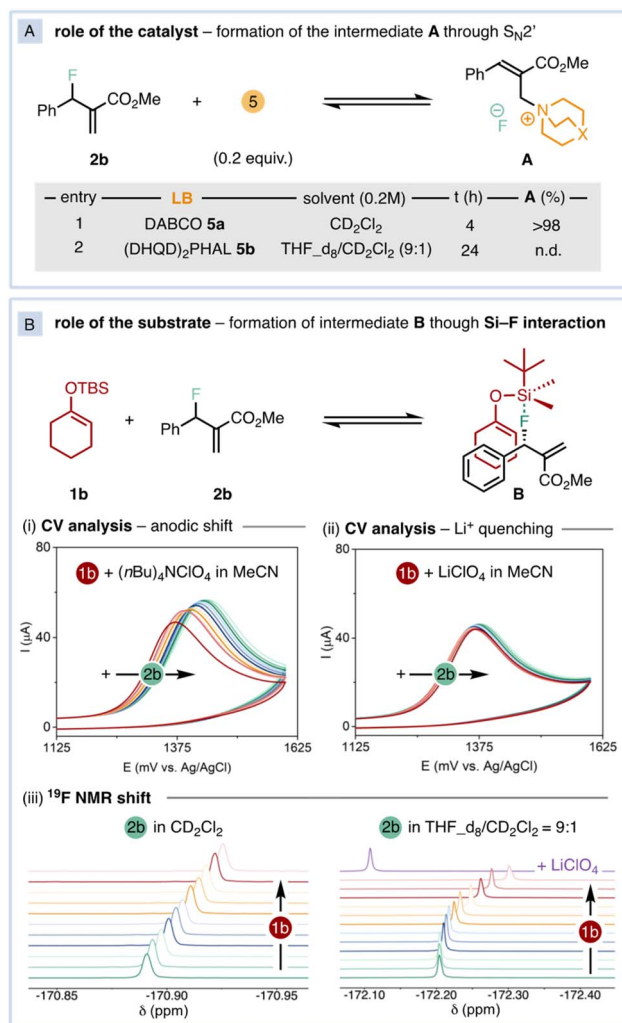 A role of the catalyst – formation of the intermediate A through SN2'
F
Ph
CO2Me
2b
+
5
(0.2 equiv.)
Ph
CO2Me
⊖
F
⊕
N
X
A
entry LB solvent (0.2M) t (h) A (%)
1 DABCO 5a CD2Cl2 4 >98
2 (DHQD)2PHAL 5b THF_d8/CD2Cl2 (9:1) 24 n.d.
B role of the substrate – formation of intermediate B though Si–F interaction
OTBS
1b
+
F
Ph
CO2Me
2b
O
Si
F
CO2Me
B
(i) CV analysis – anodic shift
80
40
0
I (μA)
1b + (nBu)4NClO4 in MeCN
+ 2b
1125 1375 1625
E (mV vs. Ag/AgCl)
(ii) CV analysis – Li+ quenching
80
40
0
I (μA)
1b + LiClO4 in MeCN
+ 2b
1125 1375 1625
E (mV vs. Ag/AgCl)
(iii) 19F NMR shift
2b in CD2Cl2
1b
-170.85 -170.90 -170.95
δ (ppm)
2b in THF_d8/CD2Cl2 = 9:1
+ LiClO4
1b
-172.10 -172.20 -172.30 -172.40
δ (ppm)